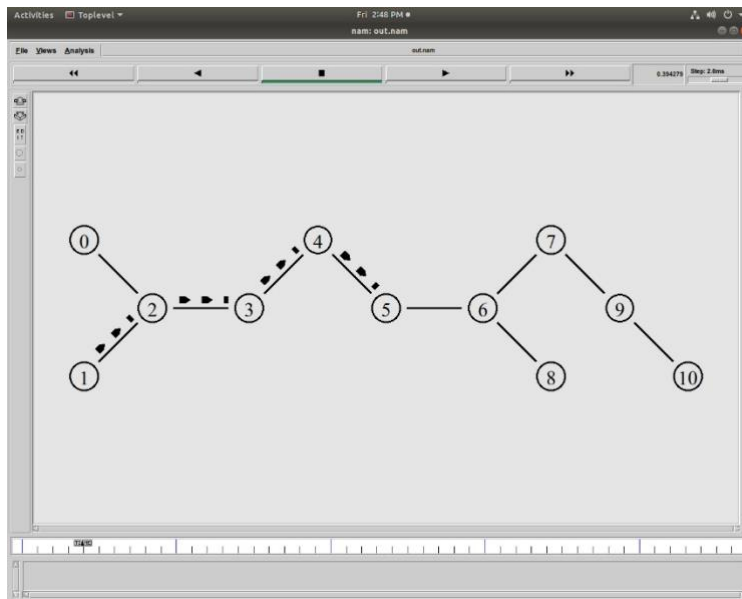 Activities Toplevel Fri 2:48 PM
nam: out.nam
File Views Analysis out.nam
0.394279 Step: 2.0ms
0 4 7
2 3 5 6 9
1 8 10